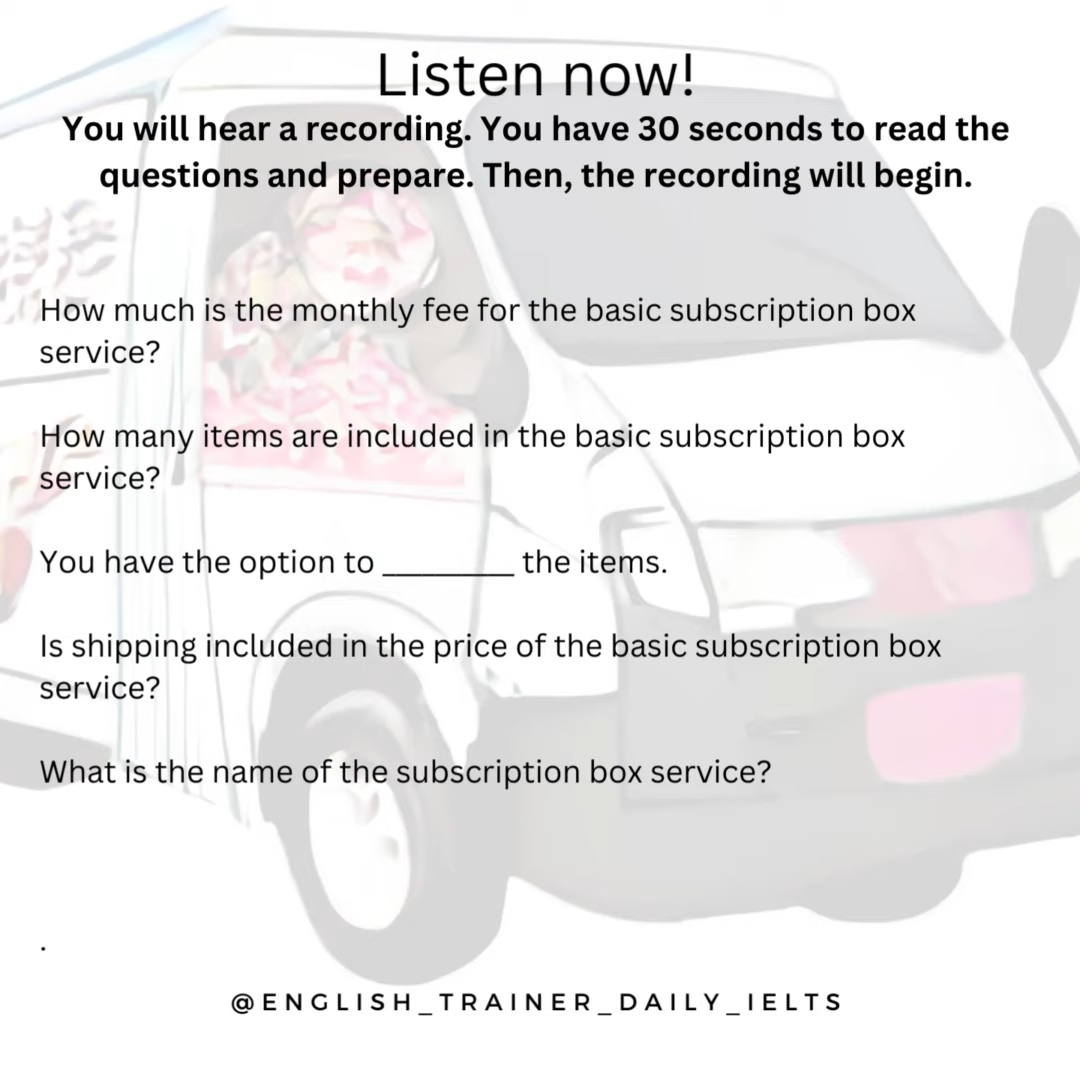 Listen now!
You will hear a recording. You have 30 seconds to read the
questions and prepare. Then, the recording will begin.
How much is the monthly fee for the basic subscription box
service?
How many items are included in the basic subscription box
service?
You have the option to _________ the items.
Is shipping included in the price of the basic subscription box
service?
What is the name of the subscription box service?
.
@ENGLISH_TRAINER_DAILY_IELTS